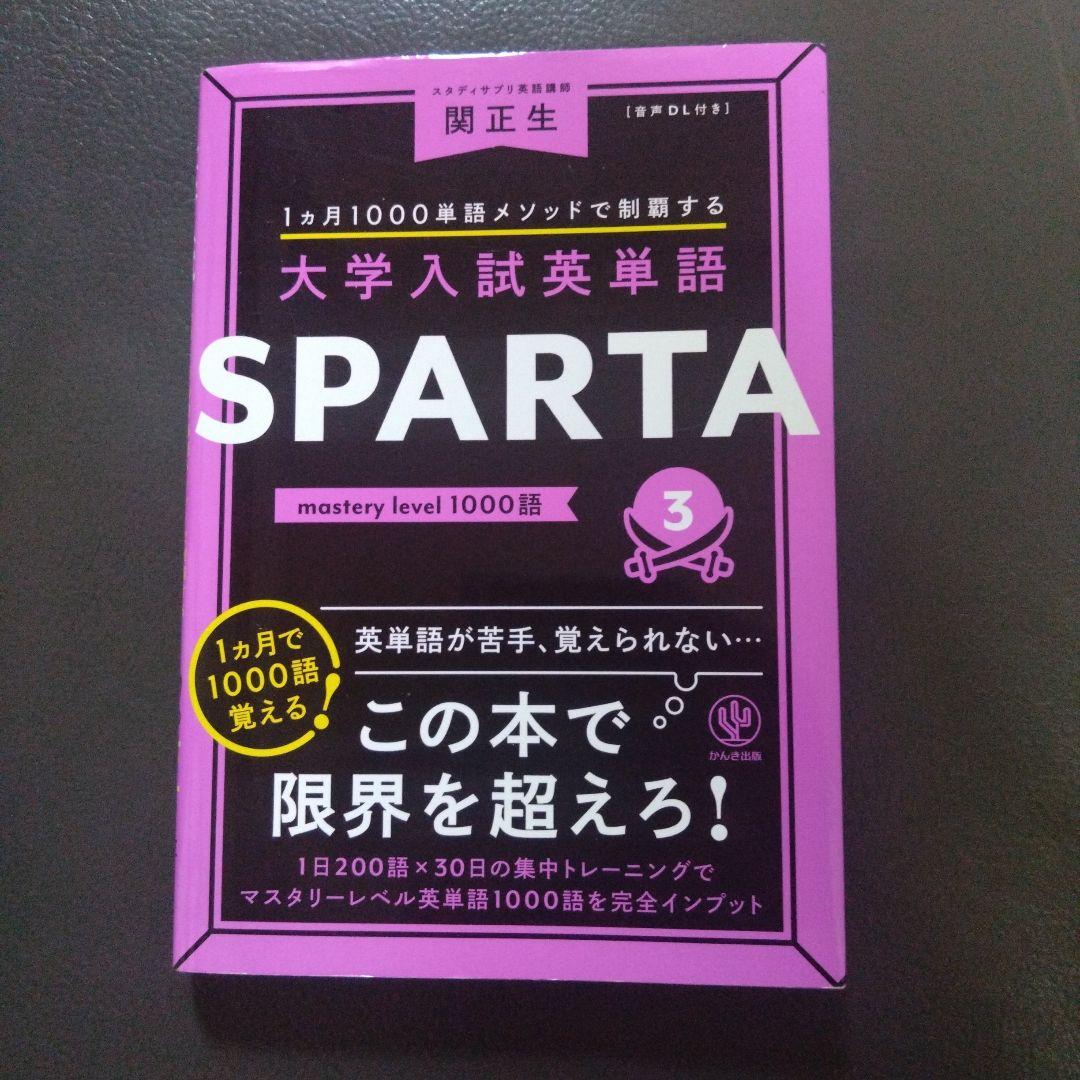 スタディサプリ英語講師
関正生
[音声DL付き]
1ヵ月1000単語メソッドで制覇する
大学入試英単語
SPARTA
mastery level 1000語
3
1ヵ月で
1000語
覚える!
英単語が苦手、覚えられない…
この本で
限界を超えろ!
かんき出版
1日200語×30日の集中トレーニングで
マスタリーレベル英単語1000語を完全インプット